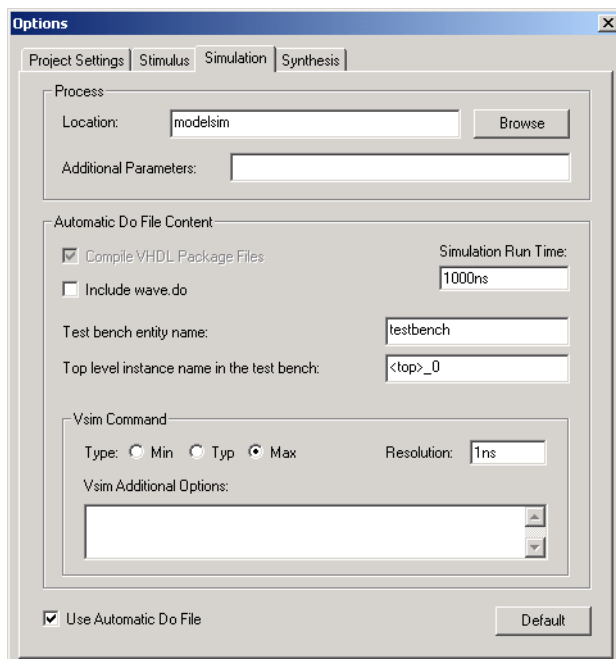 Options
Project Settings Stimulus Simulation Synthesis
Process
Location: modelsim Browse
Additional Parameters:
Automatic Do File Content
Compile VHDL Package Files Simulation Run Time:
Include wave.do 1000ns
Test bench entity name: testbench
Top level instance name in the test bench: <top>_0
Vsim Command
Type: Min Typ Max Resolution: 1ns
Vsim Additional Options:
Use Automatic Do File Default